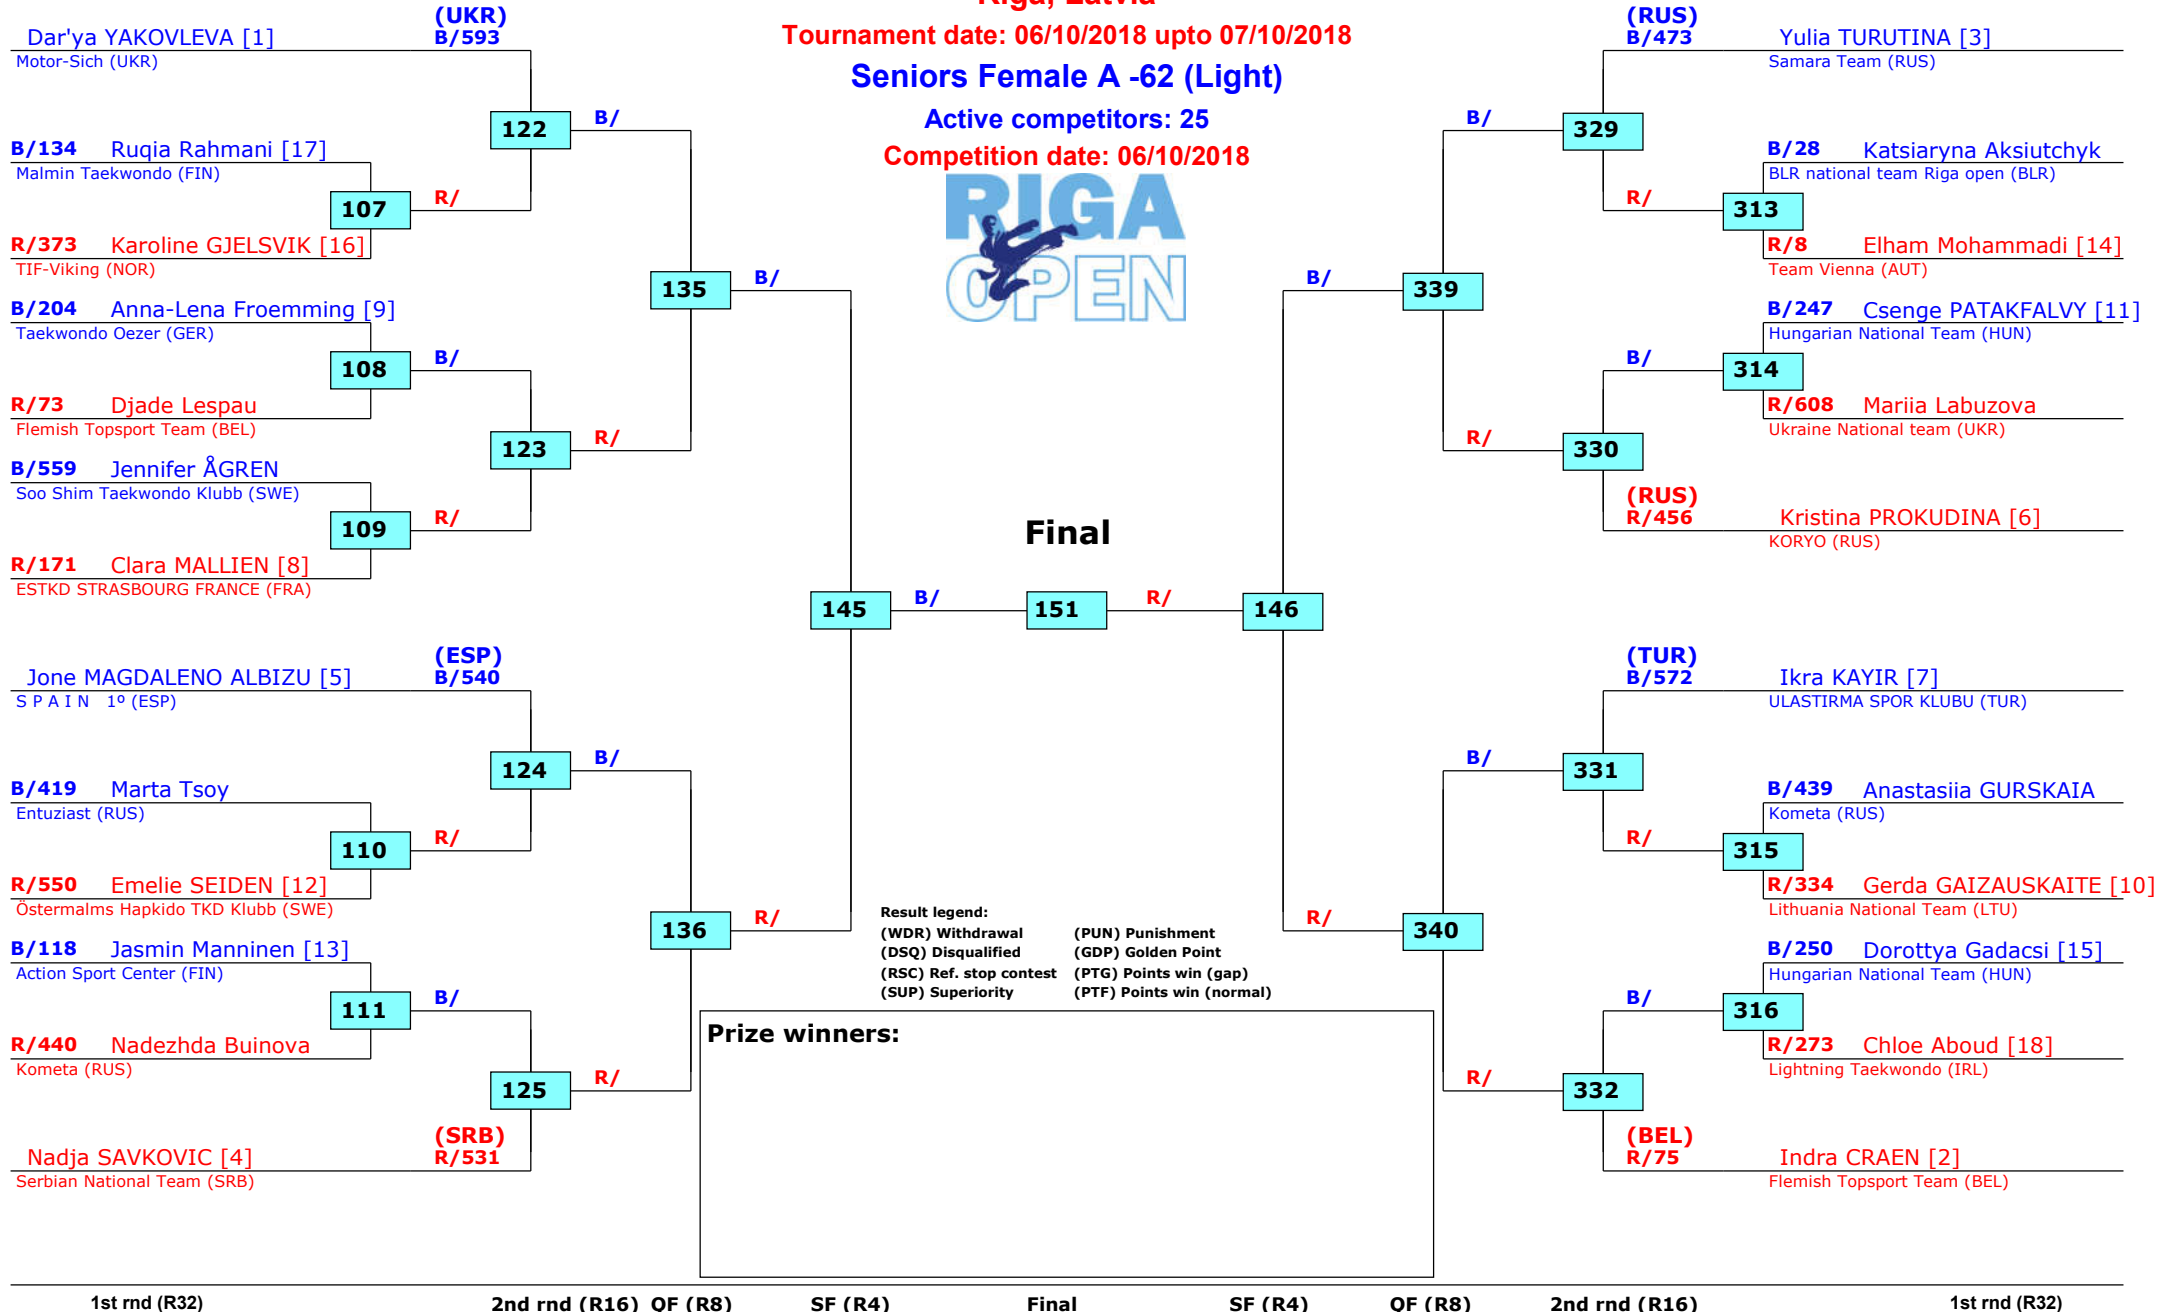 Riga, Latvia
Tournament date: 06/10/2018 upto 07/10/2018
Seniors Female A -62 (Light)
Active competitors: 25
Competition date: 06/10/2018
RIGA
OPEN
(UKR)
Dar'ya YAKOVLEVA [1] B/593
Motor-Sich (UKR)
122 B/
B/134 Ruqia Rahmani [17]
Malmin Taekwondo (FIN)
107 R/
R/373 Karoline GJELSVIK [16]
TIF-Viking (NOR)
135 B/
B/204 Anna-Lena Froemming [9]
Taekwondo Oezer (GER)
108 B/
R/73 Djade Lespau
Flemish Topsport Team (BEL)
123 R/
B/559 Jennifer ÅGREN
Soo Shim Taekwondo Klubb (SWE)
109 R/
R/171 Clara MALLIEN [8]
ESTKD STRASBOURG FRANCE (FRA)
Final
145 B/ 151 R/ 146
(ESP)
Jone MAGDALENO ALBIZU [5] B/540
S P A I N 1º (ESP)
124 B/
B/419 Marta Tsoy
Entuziast (RUS)
110 R/
R/550 Emelie SEIDEN [12]
Östermalms Hapkido TKD Klubb (SWE)
136 R/
B/118 Jasmin Manninen [13]
Action Sport Center (FIN)
111 B/
R/440 Nadezhda Buinova
Kometa (RUS)
125 R/
(SRB)
Nadja SAVKOVIC [4] R/531
Serbian National Team (SRB)
(RUS)
B/473 Yulia TURUTINA [3]
Samara Team (RUS)
B/ 329
B/28 Katsiaryna Aksiutchyk
BLR national team Riga open (BLR)
R/ 313
R/8 Elham Mohammadi [14]
Team Vienna (AUT)
B/ 339
B/247 Csenge PATAKFALVY [11]
Hungarian National Team (HUN)
B/ 314
R/608 Mariia Labuzova
Ukraine National team (UKR)
R/ 330
(RUS)
R/456 Kristina PROKUDINA [6]
KORYO (RUS)
(TUR)
B/572 Ikra KAYIR [7]
ULASTIRMA SPOR KLUBU (TUR)
B/ 331
B/439 Anastasiia GURSKAIA
Kometa (RUS)
R/ 315
R/334 Gerda GAIZAUSKAITE [10]
Lithuania National Team (LTU)
R/ 340
B/250 Dorottya Gadacsi [15]
Hungarian National Team (HUN)
B/ 316
R/273 Chloe Aboud [18]
Lightning Taekwondo (IRL)
R/ 332
(BEL)
R/75 Indra CRAEN [2]
Flemish Topsport Team (BEL)
Result legend:
(WDR) Withdrawal (PUN) Punishment
(DSQ) Disqualified (GDP) Golden Point
(RSC) Ref. stop contest (PTG) Points win (gap)
(SUP) Superiority (PTF) Points win (normal)
Prize winners:
1st rnd (R32) 2nd rnd (R16) QF (R8) SF (R4) Final SF (R4) QF (R8) 2nd rnd (R16) 1st rnd (R32)